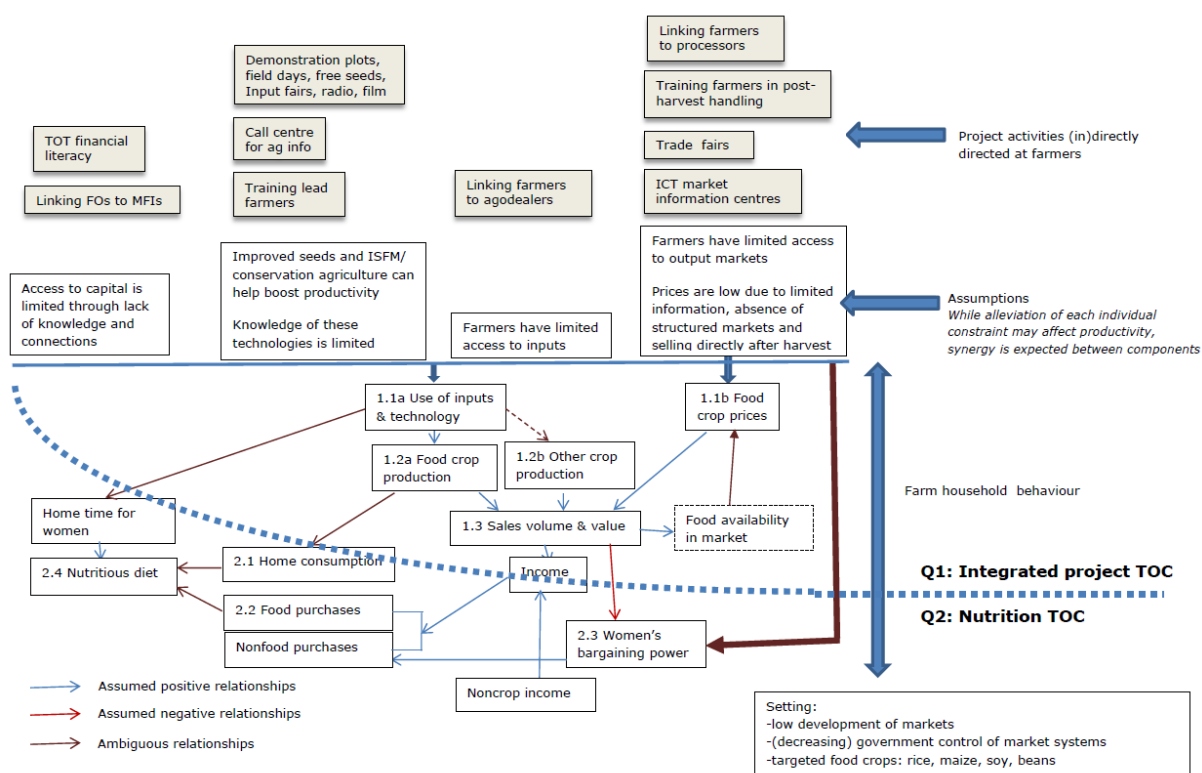 Linking farmers
to processors
Demonstration plots,
field days, free seeds,
Input fairs, radio, film
Training farmers in post-
harvest handling
TOT financial
literacy
Call centre
for ag info
Trade fairs
Project activities (in)directly
directed at farmers
Linking FOs to MFIs
Training lead
farmers
Linking farmers
to agodealers
ICT market
information centres
Access to capital is
limited through lack
of knowledge and
connections
Improved seeds and ISFM/
conservation agriculture can
help boost productivity
Knowledge of these
technologies is limited
Farmers have limited
access to inputs
Farmers have limited access
to output markets
Prices are low due to limited
information, absence of
structured markets and
selling directly after harvest
Assumptions
While alleviation of each individual
constraint may affect productivity,
synergy is expected between components
1.1a Use of inputs
& technology
1.1b Food
crop prices
1.2a Food crop
production
1.2b Other crop
production
Farm household behaviour
Home time for
women
1.3 Sales volume & value
Food availability
in market
2.4 Nutritious diet
2.1 Home consumption
Income
Q1: Integrated project TOC
Q2: Nutrition TOC
2.2 Food purchases
Nonfood purchases
2.3 Women's
bargaining power
Noncrop income
Assumed positive relationships
Assumed negative relationships
Ambiguous relationships
Setting:
-low development of markets
-(decreasing) government control of market systems
-targeted food crops: rice, maize, soy, beans